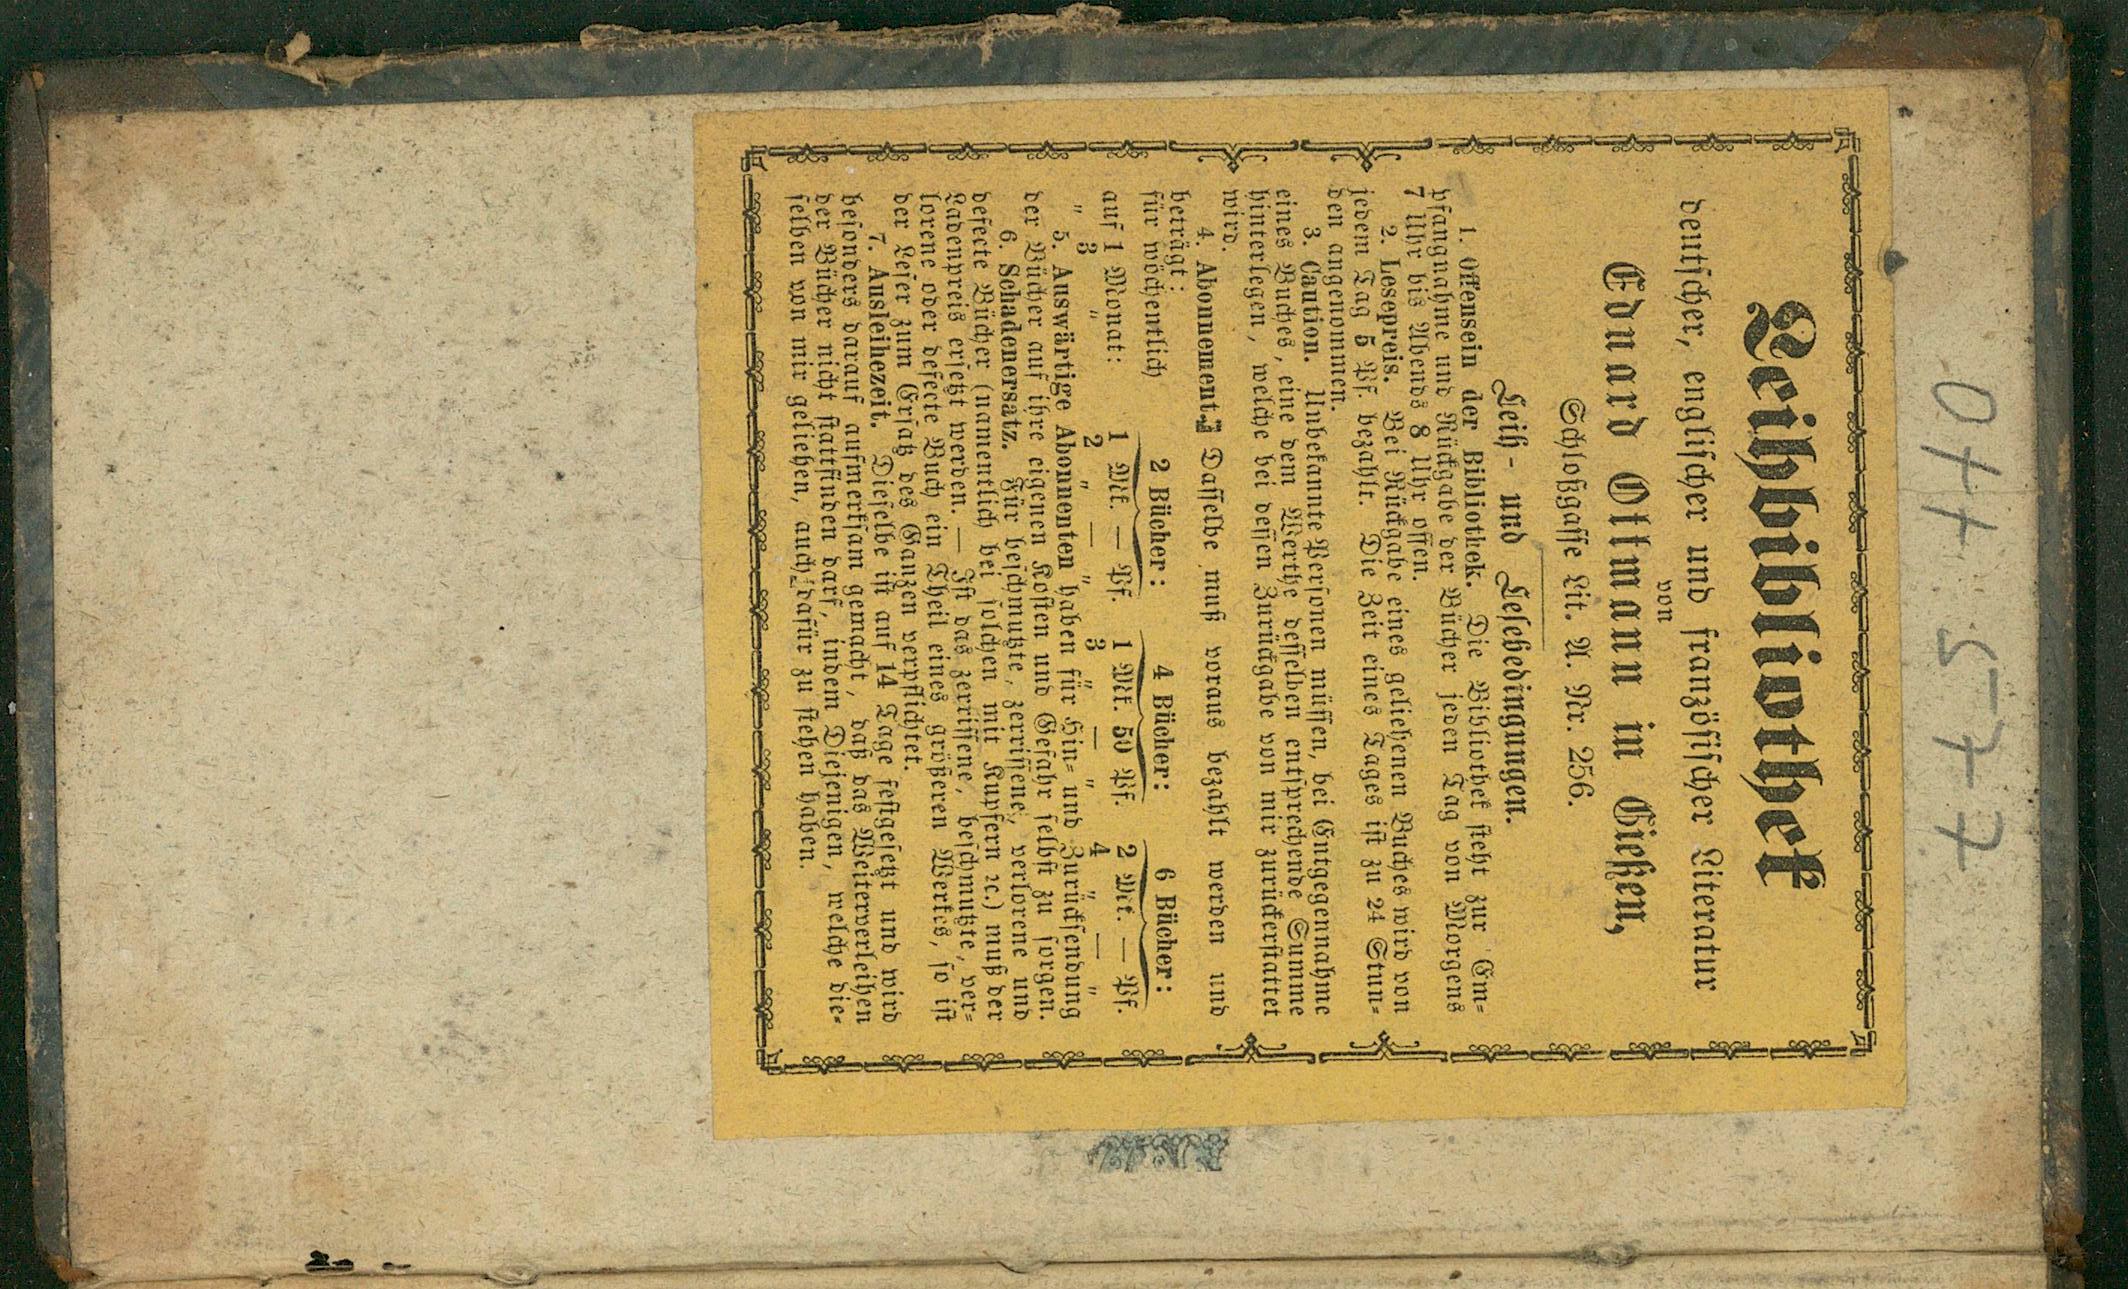 OHH 577
Leihbibliothek
deutscher, englischer und französischer Literatur
von
Eduard Ottmann in Gießen,
Schloßgasse Lit. A. Nr. 256.
Leih- und Lesebedingungen.
1. Offensein der Bibliothek. Die Bibliothek steht zur Em-
pfangnahme und Rückgabe der Bücher jeden Tag von Morgens
7 Uhr bis Abends 8 Uhr offen.
2. Lesepreis. Bei Rückgabe eines geliehenen Buches wird von
jedem Tag 5 Pf. bezahlt. Die Zeit eines Tages ist zu 24 Stun-
den angenommen.
3. Caution. Unbekannte Personen müssen, bei Entgegennahme
eines Buches, eine dem Werthe desselben entsprechende Summe
hinterlegen, welche bei dessen Zurückgabe von mir zurückerstattet
wird.
4. Abonnement. Dasselbe muß voraus bezahlt werden und
beträgt:
für wöchentlich 2 Bücher: 4 Bücher: 6 Bücher:
auf 1 Monat: 1 Mk. — Pf. 1 Mk. 50 Pf. 2 Mk. — Pf.
" 3 " 2 " — " 3 " — " 4 " — "
5. Auswärtige Abonnenten haben für Hin- und Zurücksendung
der Bücher auf ihre eigenen Kosten und Gefahr selbst zu sorgen.
6. Schadenersatz. Für beschmutzte, zerrissene, verlorene und
defecte Bücher (namentlich bei solchen mit Kupfern ꝛc.) muß der
Ladenpreis ersetzt werden. — Ist das zerrissene, beschmutzte, ver-
lorene oder defecte Buch ein Theil eines größeren Werkes, so ist
der Leser zum Ersatz des Ganzen verpflichtet.
7. Ausleihezeit. Dieselbe ist auf 14 Tage festgesetzt und wird
besonders darauf aufmerksam gemacht, daß das Weiterverleihen
der Bücher nicht stattfinden darf, indem Diejenigen, welche die-
selben von mir geliehen, auch dafür zu stehen haben.